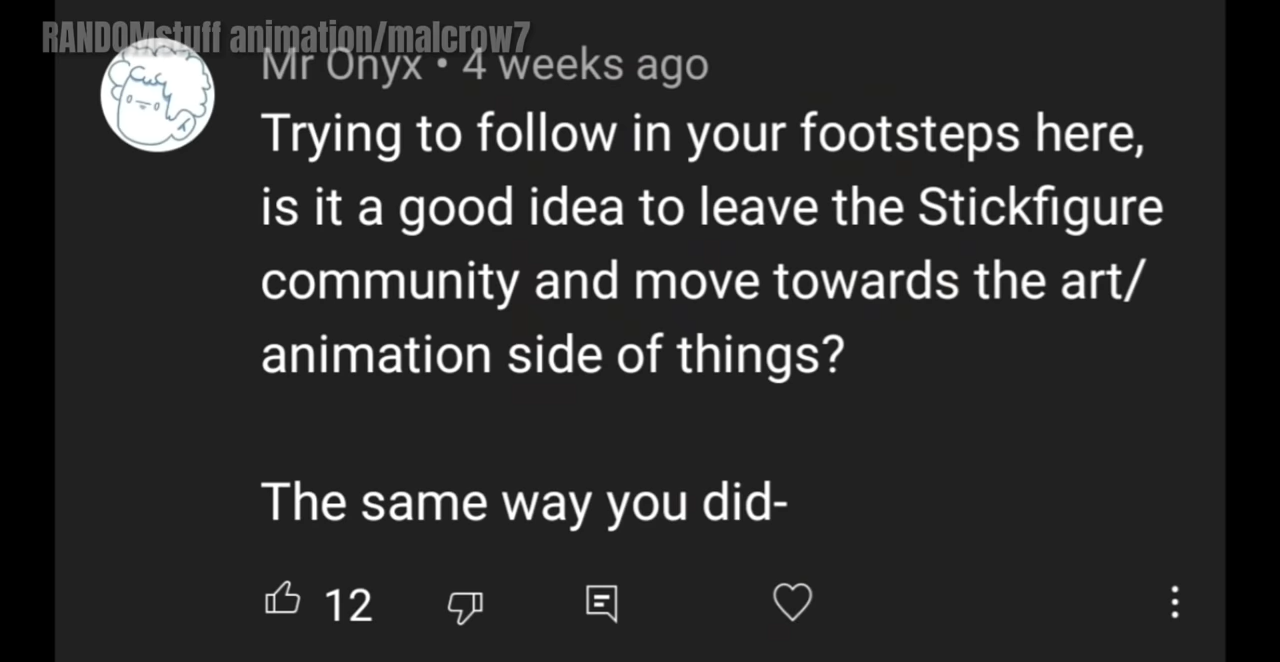 RANDOMstuff animation/malcrow7
Mr Onyx • 4 weeks ago
Trying to follow in your footsteps here,
is it a good idea to leave the Stickfigure
community and move towards the art/
animation side of things?
The same way you did-
12